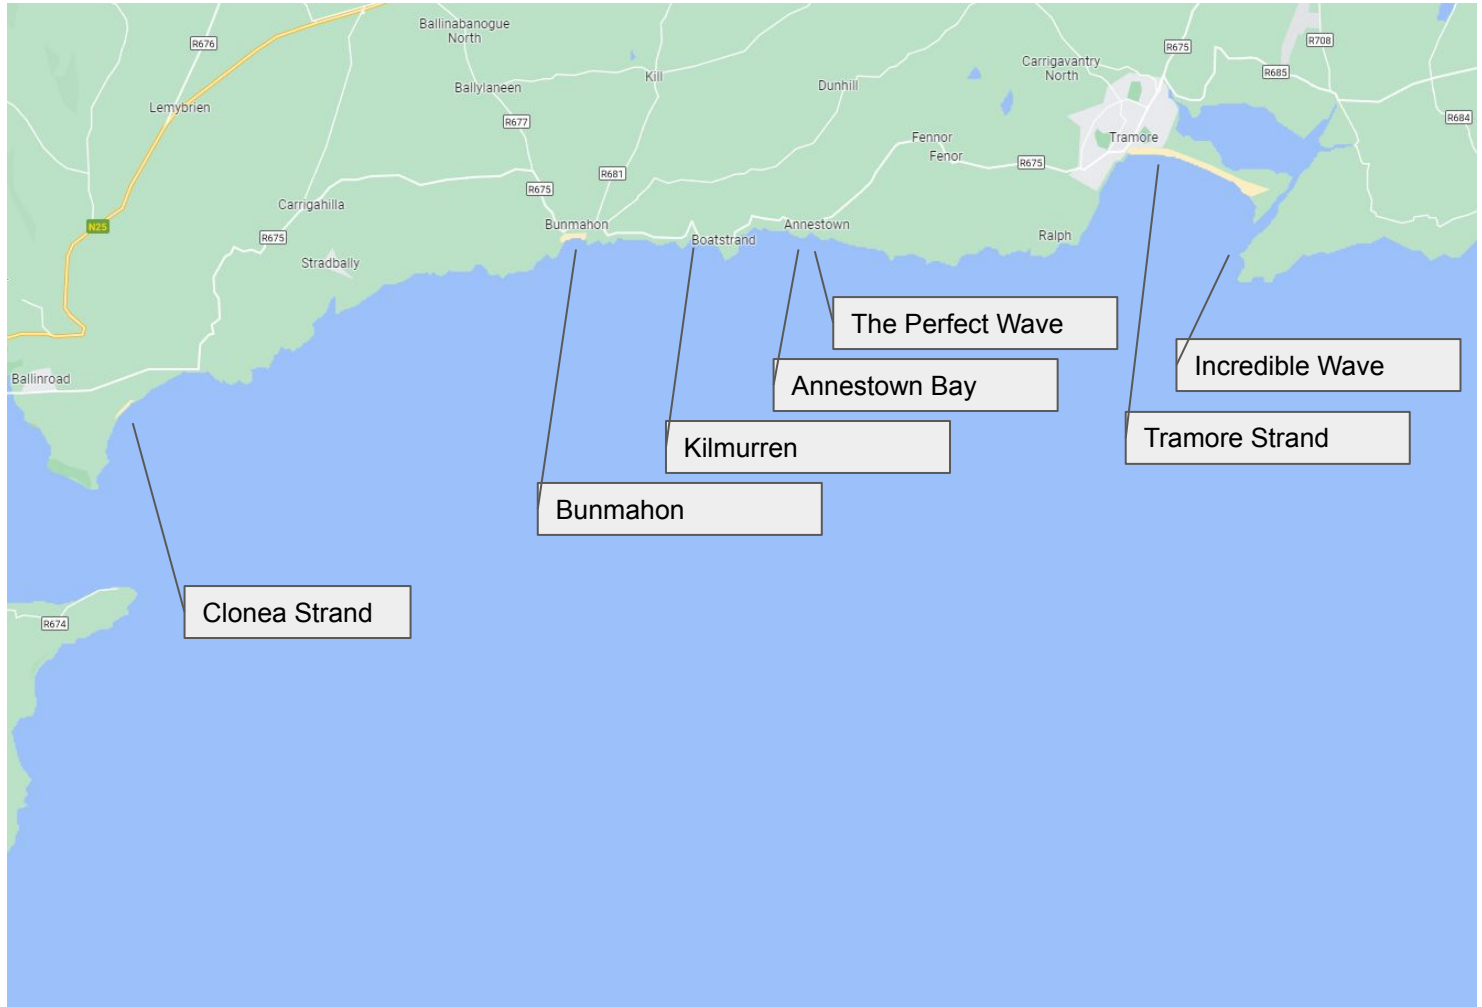 Ballinabanogue
North
R676
R675
R708
Carrigavantry
North
R685
Kill
Ballylaneen
Dunhill
Lemybrien
R684
R677
Fennor
Tramore
Fenor
R675
R681
R675
Carrigahilla
N25
Bunmahon
Annestown
R675
Boatstrand
Ralph
Stradbally
The Perfect Wave
Incredible Wave
Ballinroad
Annestown Bay
Tramore Strand
Kilmurren
Bunmahon
Clonea Strand
R674